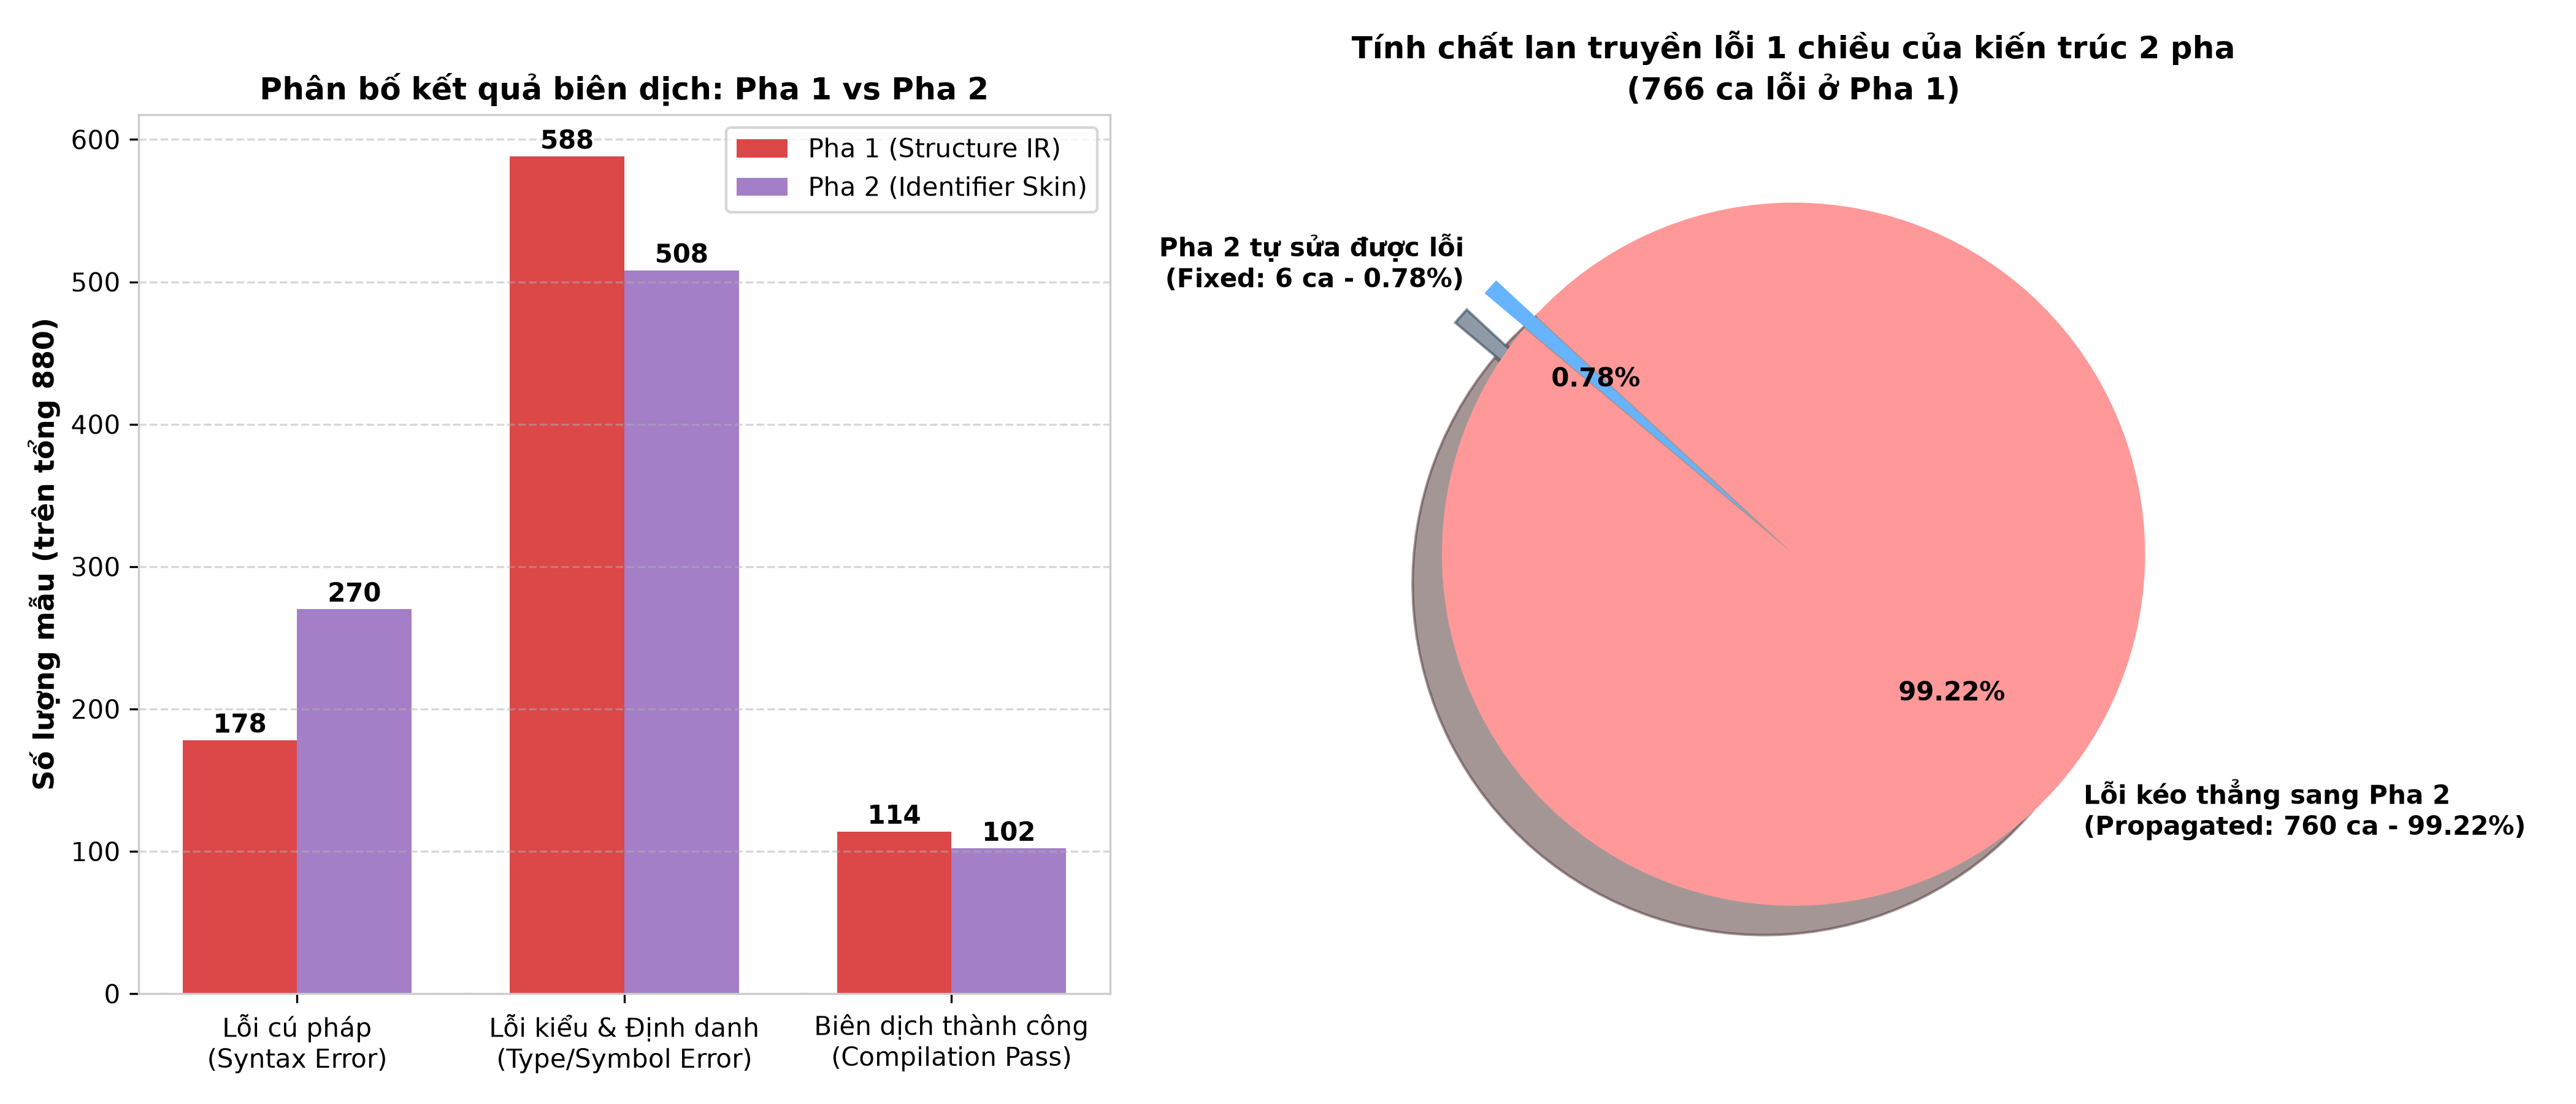 Phân bố kết quả biên dịch: Pha 1 vs Pha 2
Số lượng mẫu (trên tổng 880)
600
500
400
300
200
100
0
588
508
270
178
114
102
Pha 1 (Structure IR)
Pha 2 (Identifier Skin)
Lỗi cú pháp
(Syntax Error)
Lỗi kiểu & Định danh
(Type/Symbol Error)
Biên dịch thành công
(Compilation Pass)
Tính chất lan truyền lỗi 1 chiều của kiến trúc 2 pha
(766 ca lỗi ở Pha 1)
Pha 2 tự sửa được lỗi
(Fixed: 6 ca - 0.78%)
0.78%
99.22%
Lỗi kéo thẳng sang Pha 2
(Propagated: 760 ca - 99.22%)